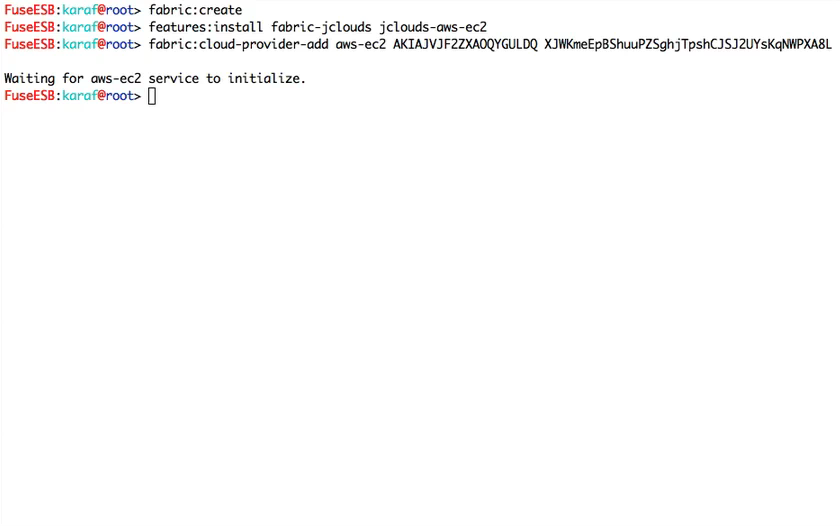 FuseESB:karaf@root> fabric:create
FuseESB:karaf@root> features:install fabric-jclouds jclouds-aws-ec2
FuseESB:karaf@root> fabric:cloud-provider-add aws-ec2 AKIAJVJF2ZXAOQYGULDQ XJWKmeEpBShuuPZSghjTpshCJSJ2UYsKqNWPXA8L
Waiting for aws-ec2 service to initialize.
FuseESB:karaf@root>